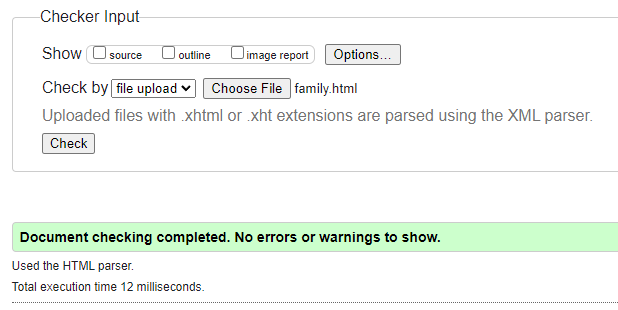 Checker Input
Show source outline image report Options...
Check by file upload Choose File family.html
Uploaded files with .xhtml or .xht extensions are parsed using the XML parser.
Check
Document checking completed. No errors or warnings to show.
Used the HTML parser.
Total execution time 12 milliseconds.